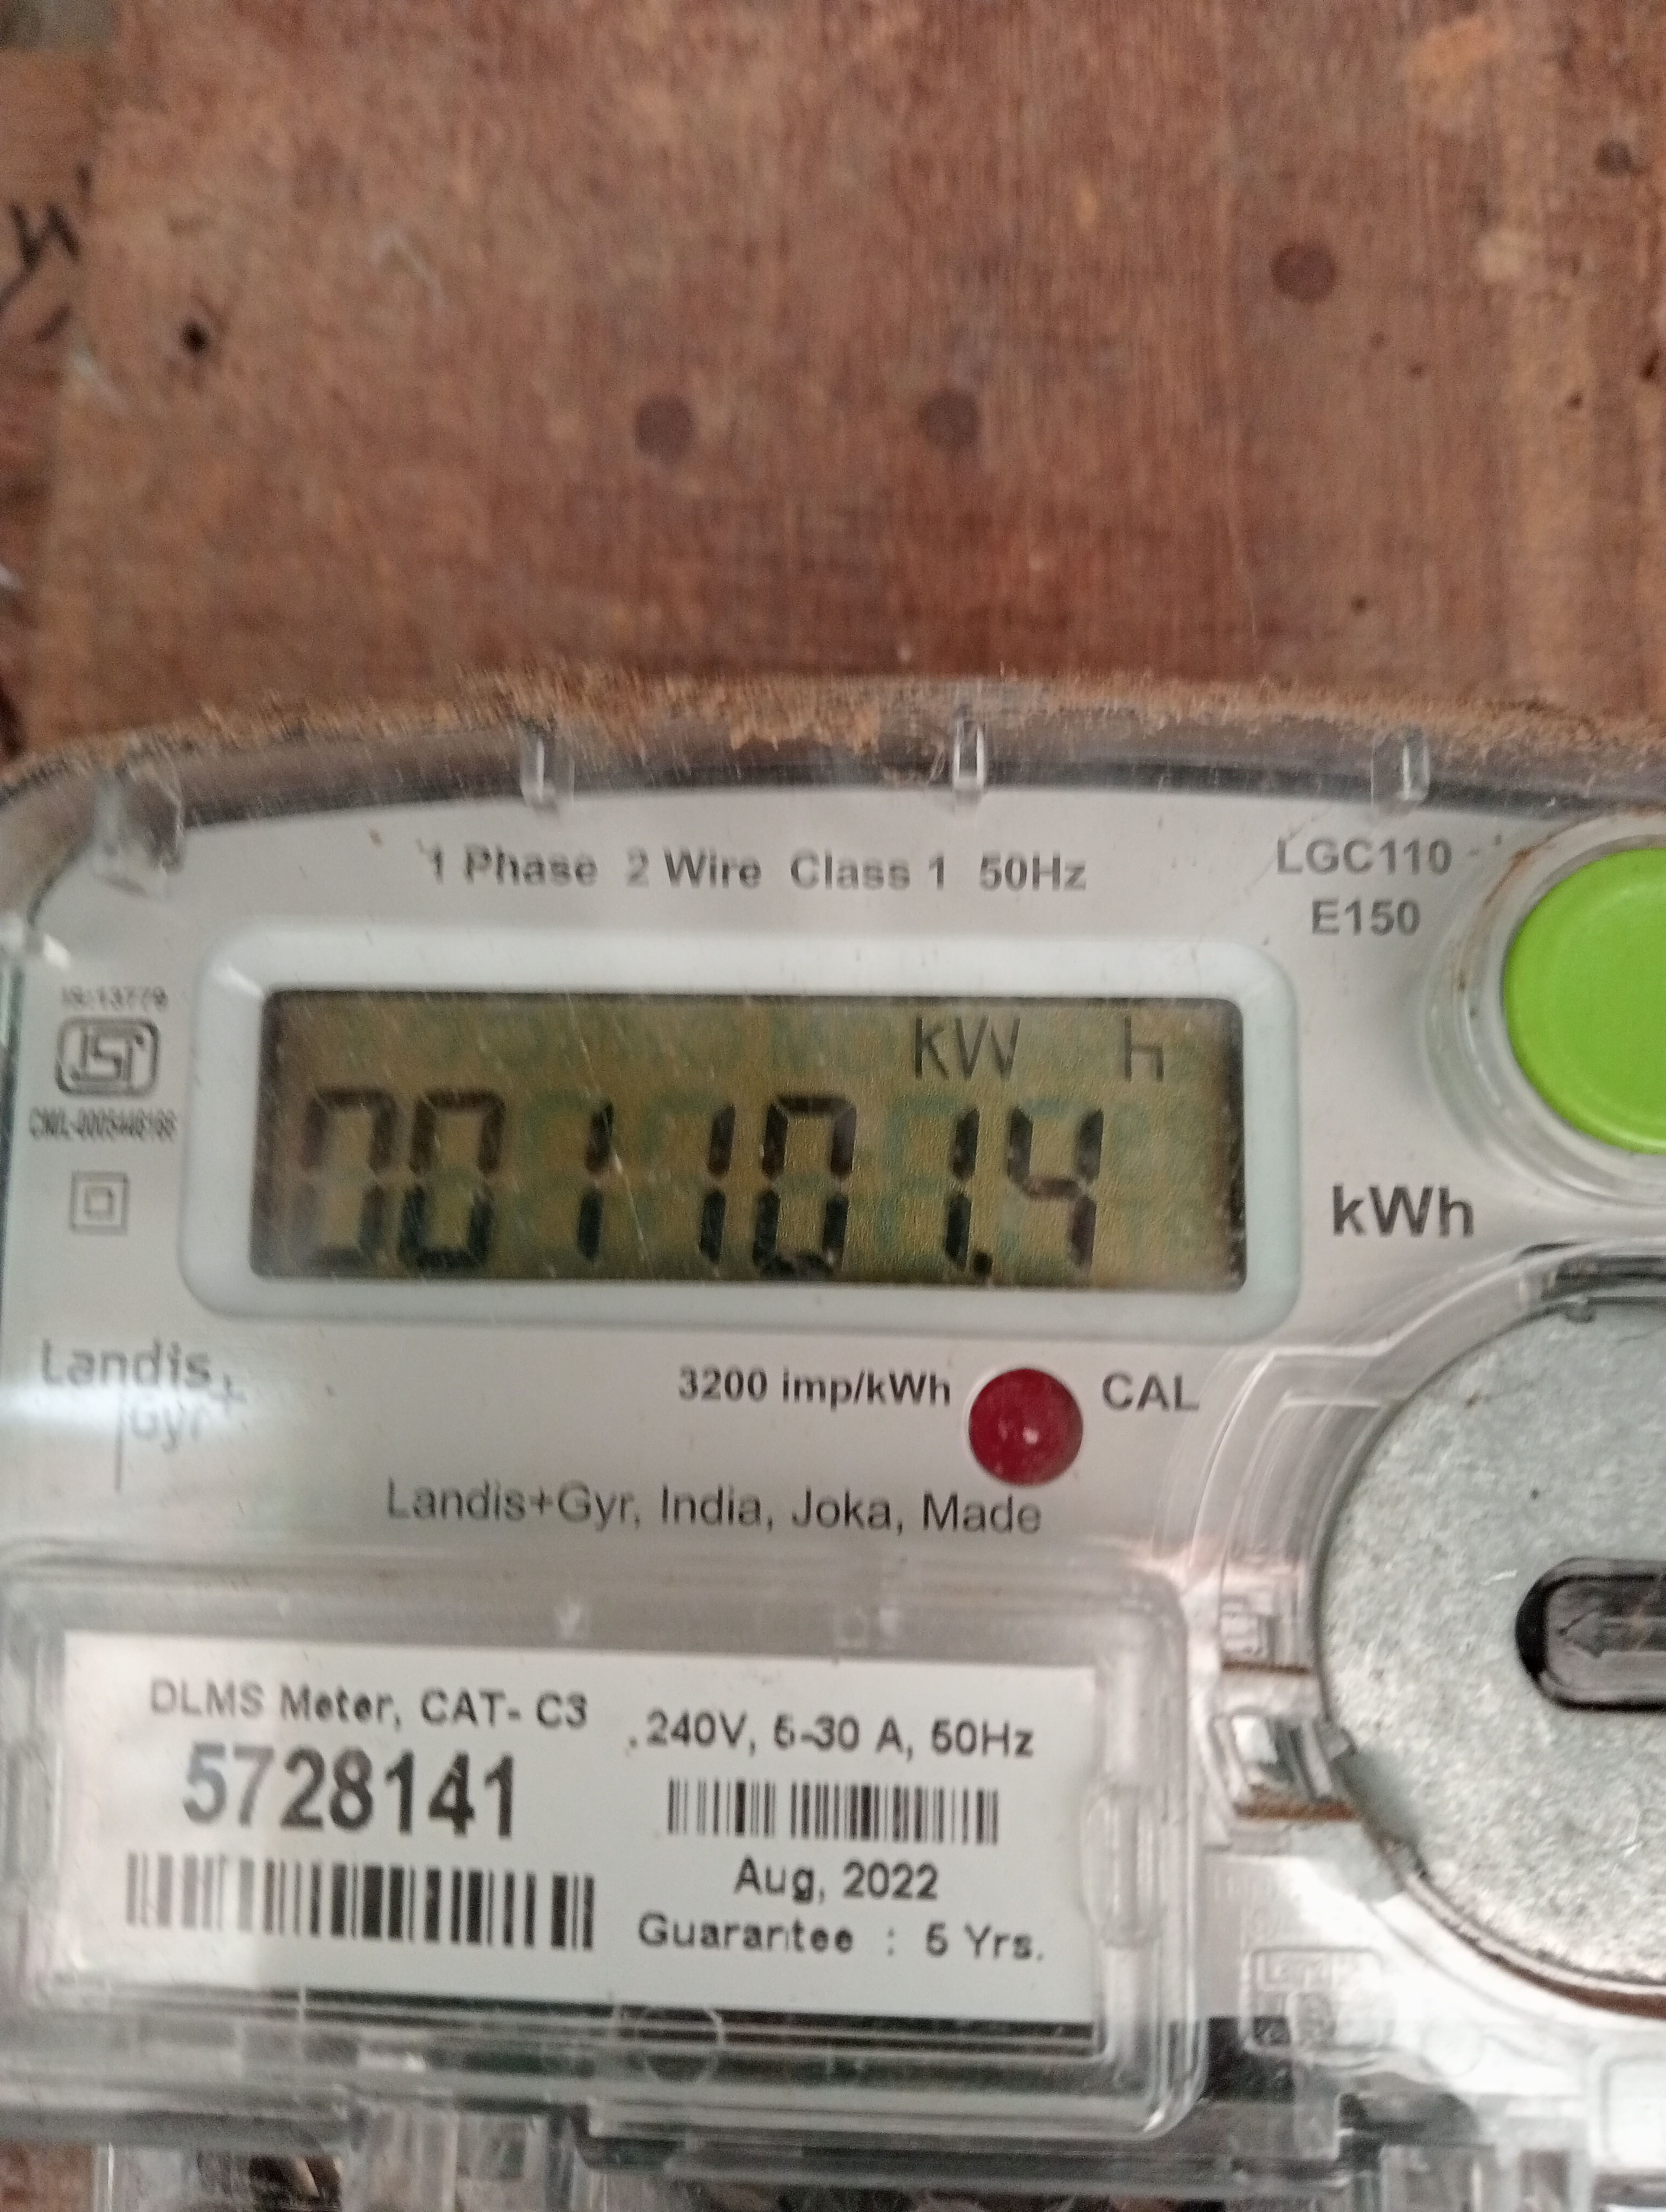 1 Phase 2 Wire Class 1 50Hz
LGC110
E150
IS:13779
ISI
kW h
001101.4
kWh
Landis+
Gyr
3200 imp/kWh
CAL
Landis+Gyr, India, Joka, Made
DLMS Meter, CAT- C3
5728141
240V, 5-30 A, 50Hz
Aug, 2022
Guarantee : 5 Yrs.